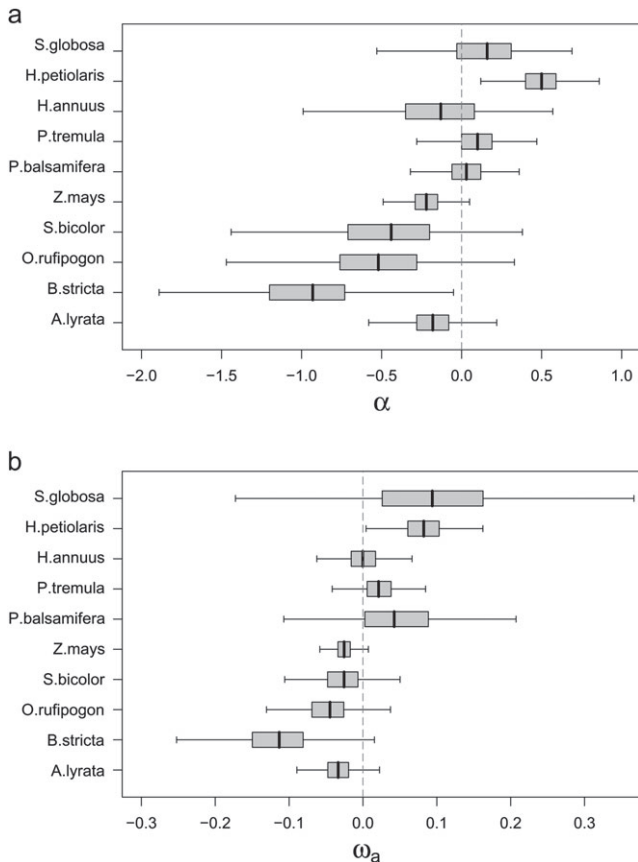 a
S.globosa
H.petiolaris
H.annuus
P.tremula
P.balsamifera
Z.mays
S.bicolor
O.rufipogon
B.stricta
A.lyrata
-2.0 -1.5 -1.0 -0.5 0.0 0.5 1.0
α
b
S.globosa
H.petiolaris
H.annuus
P.tremula
P.balsamifera
Z.mays
S.bicolor
O.rufipogon
B.stricta
A.lyrata
-0.3 -0.2 -0.1 0.0 0.1 0.2 0.3
ωa